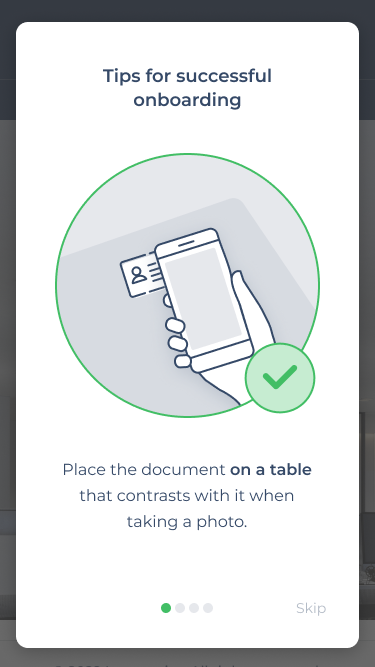 Tips for successful
onboarding
Place the document on a table
that contrasts with it when
taking a photo.
Skip